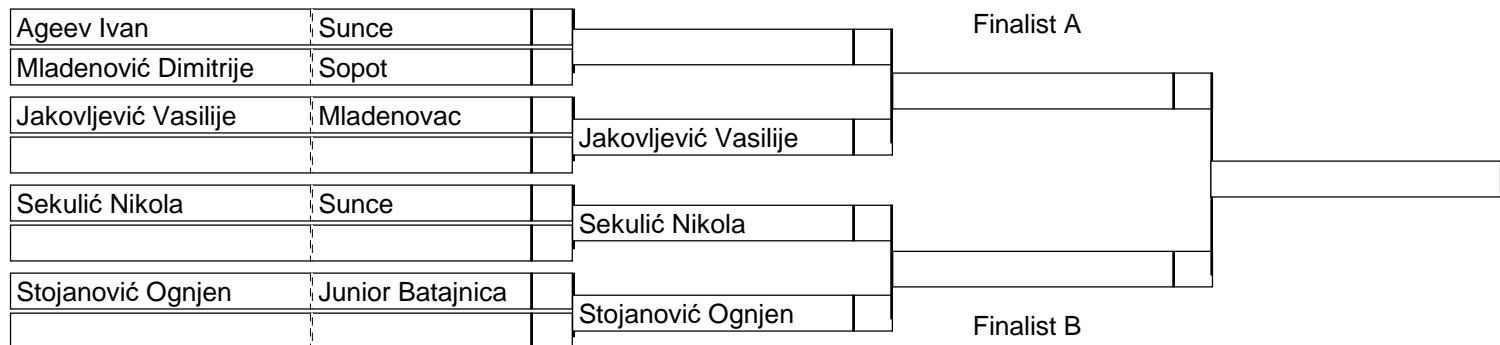 Ageev Ivan Sunce
Mladenović Dimitrije Sopot
Jakovljević Vasilije Mladenovac
Sekulić Nikola Sunce
Stojanović Ognjen Junior Batajnica
Jakovljević Vasilije
Sekulić Nikola
Stojanović Ognjen
Finalist A
Finalist B